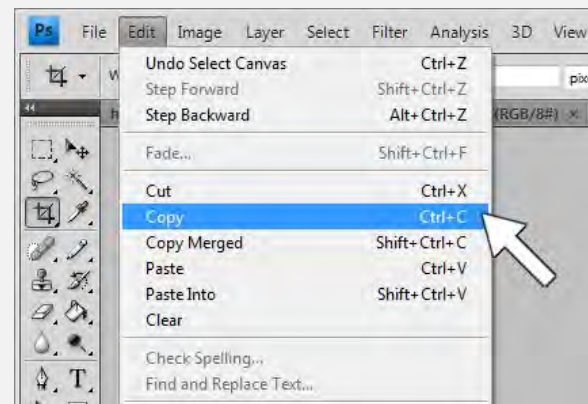 Ps File Edit Image Layer Select Filter Analysis 3D View
Undo Select Canvas Ctrl+Z
Step Forward Shift+Ctrl+Z
Step Backward Alt+Ctrl+Z
(RGB/8#) ×
Fade... Shift+Ctrl+F
Cut Ctrl+X
Copy Ctrl+C
Copy Merged Shift+Ctrl+C
Paste Ctrl+V
Paste Into Shift+Ctrl+V
Clear
Check Spelling...
Find and Replace Text...
T